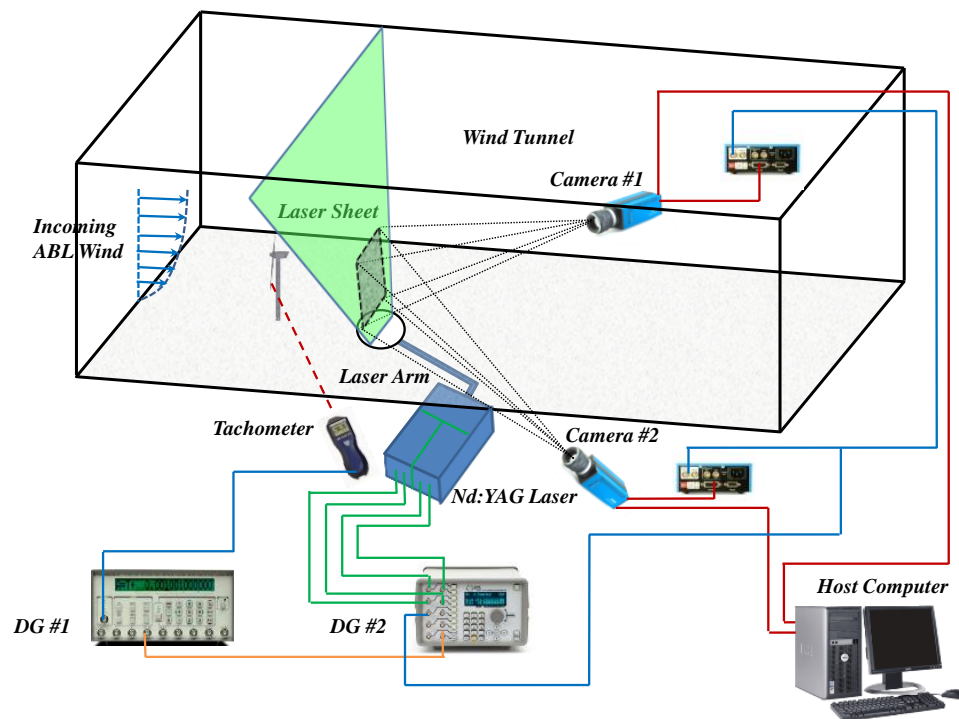 Wind Tunnel
Camera #1
Laser Sheet
Incoming
ABL Wind
Laser Arm
Tachometer
Camera #2
Nd:YAG Laser
Host Computer
DG #1
DG #2